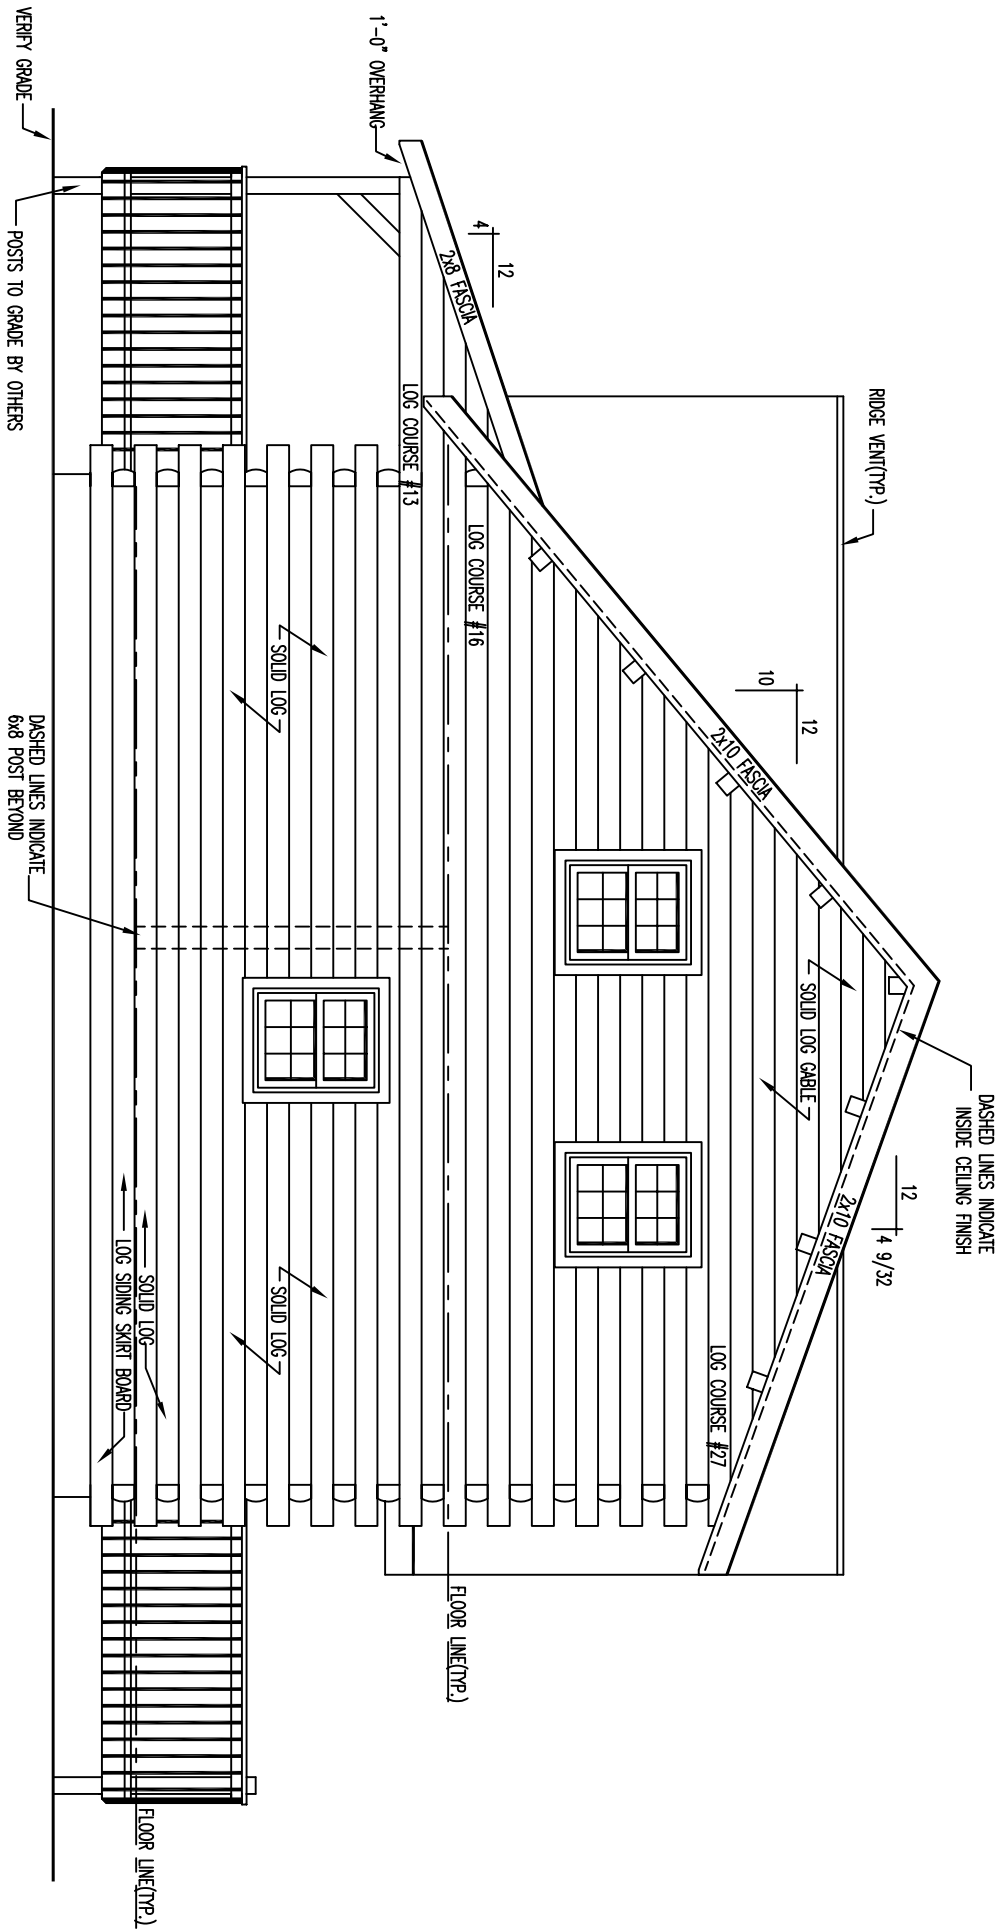 DASHED LINES INDICATE
INSIDE CEILING FINISH
RIDGE VENT(TYP.)
12
4 9/32
2x10 FASCIA
12
10
2x10 FASCIA
SOLID LOG GABLE
LOG COURSE #27
12
4
2x8 FASCIA
1'-0" OVERHANG
LOG COURSE #16
LOG COURSE #13
FLOOR LINE(TYP.)
SOLID LOG
SOLID LOG
SOLID LOG
LOG SIDING SKIRT BOARD
FLOOR LINE(TYP.)
VERIFY GRADE
POSTS TO GRADE BY OTHERS
DASHED LINES INDICATE
6x8 POST BEYOND